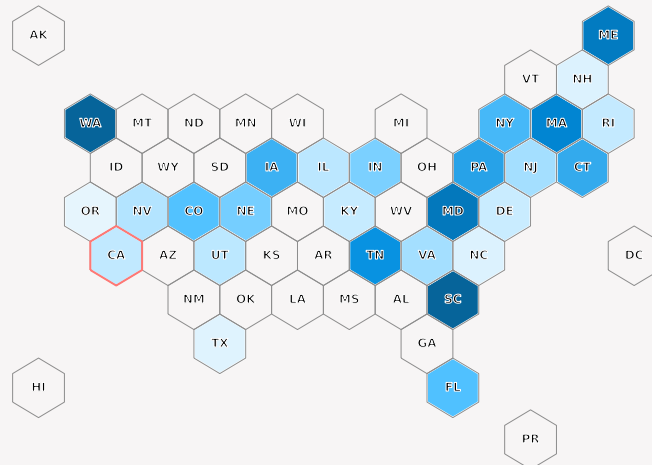 AK ME
VT NH
WA MT ND MN WI MI NY MA RI
ID WY SD IA IL IN OH PA NJ CT
OR NV CO NE MO KY WV MD DE
CA AZ UT KS AR TN VA NC DC
NM OK LA MS AL SC
TX GA
HI FL
PR